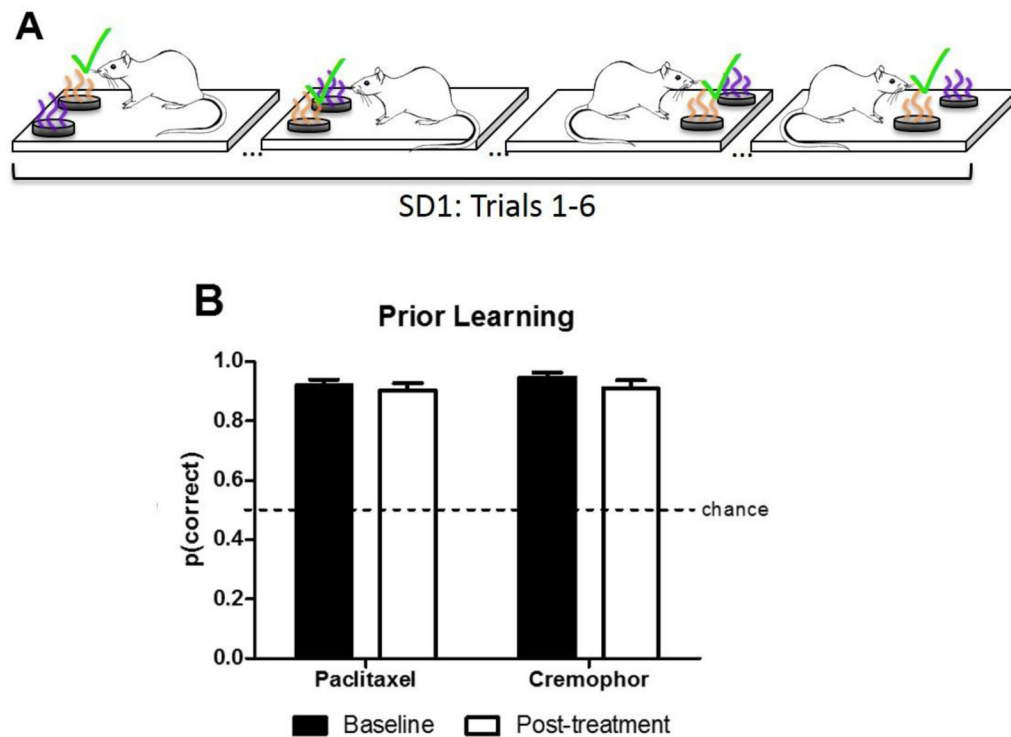 A
... ... ...
SD1: Trials 1-6
B
Prior Learning
1.0
0.8
0.6
0.4
0.2
0.0
p(correct)
chance
Paclitaxel Cremophor
Baseline Post-treatment